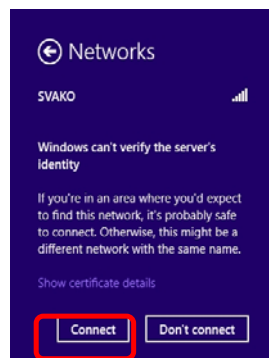 Networks
SVAKO
Windows can't verify the server's
identity
If you're in an area where you'd expect
to find this network, it's probably safe
to connect. Otherwise, this might be a
different network with the same name.
Show certificate details
Connect
Don't connect